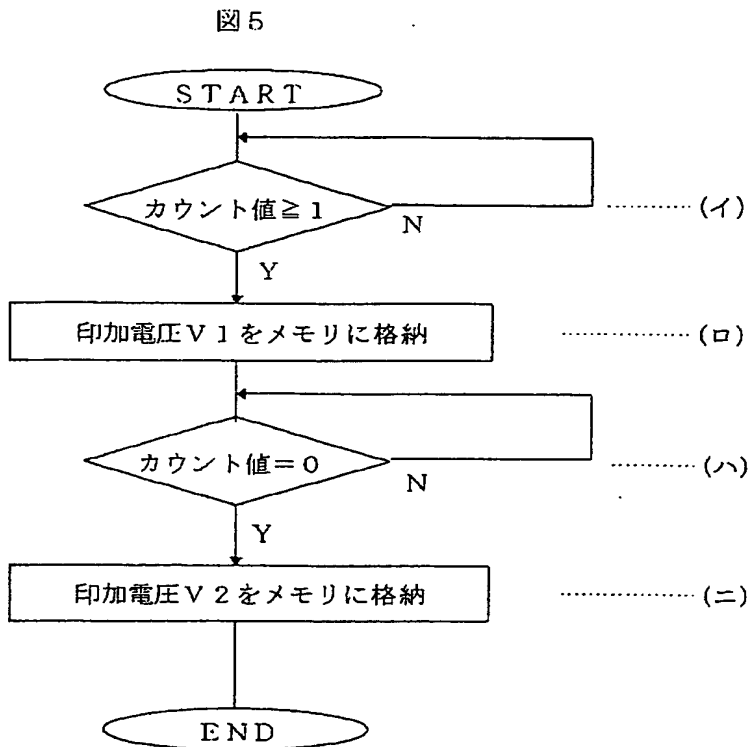 図5
START
カウント値≧1
N
(イ)
Y
印加電圧V1をメモリに格納
(ロ)
カウント値=0
N
(ハ)
Y
印加電圧V2をメモリに格納
(ニ)
END